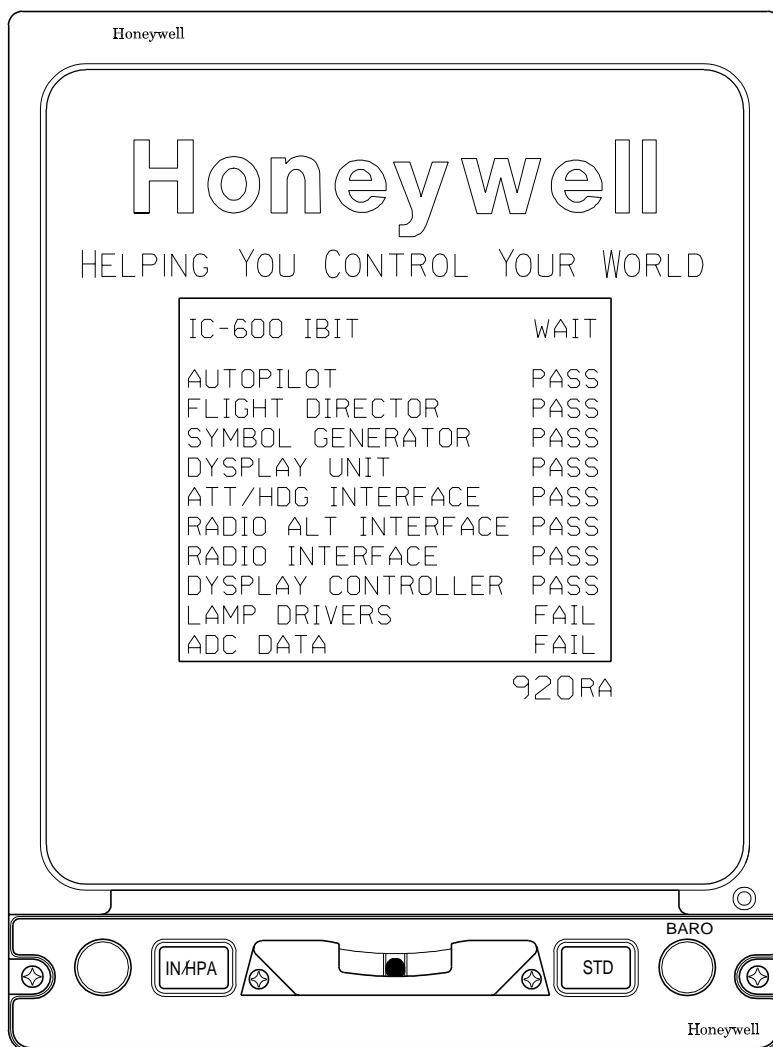 Honeywell
Honeywell
HELPING YOU CONTROL YOUR WORLD
IC-600 IBIT WAIT
AUTOPILOT PASS
FLIGHT DIRECTOR PASS
SYMBOL GENERATOR PASS
DYSPLAY UNIT PASS
ATT/HDG INTERFACE PASS
RADIO ALT INTERFACE PASS
RADIO INTERFACE PASS
DYSPLAY CONTROLLER PASS
LAMP DRIVERS FAIL
ADC DATA FAIL
920RA
BARO
IN/HPA STD
Honeywell